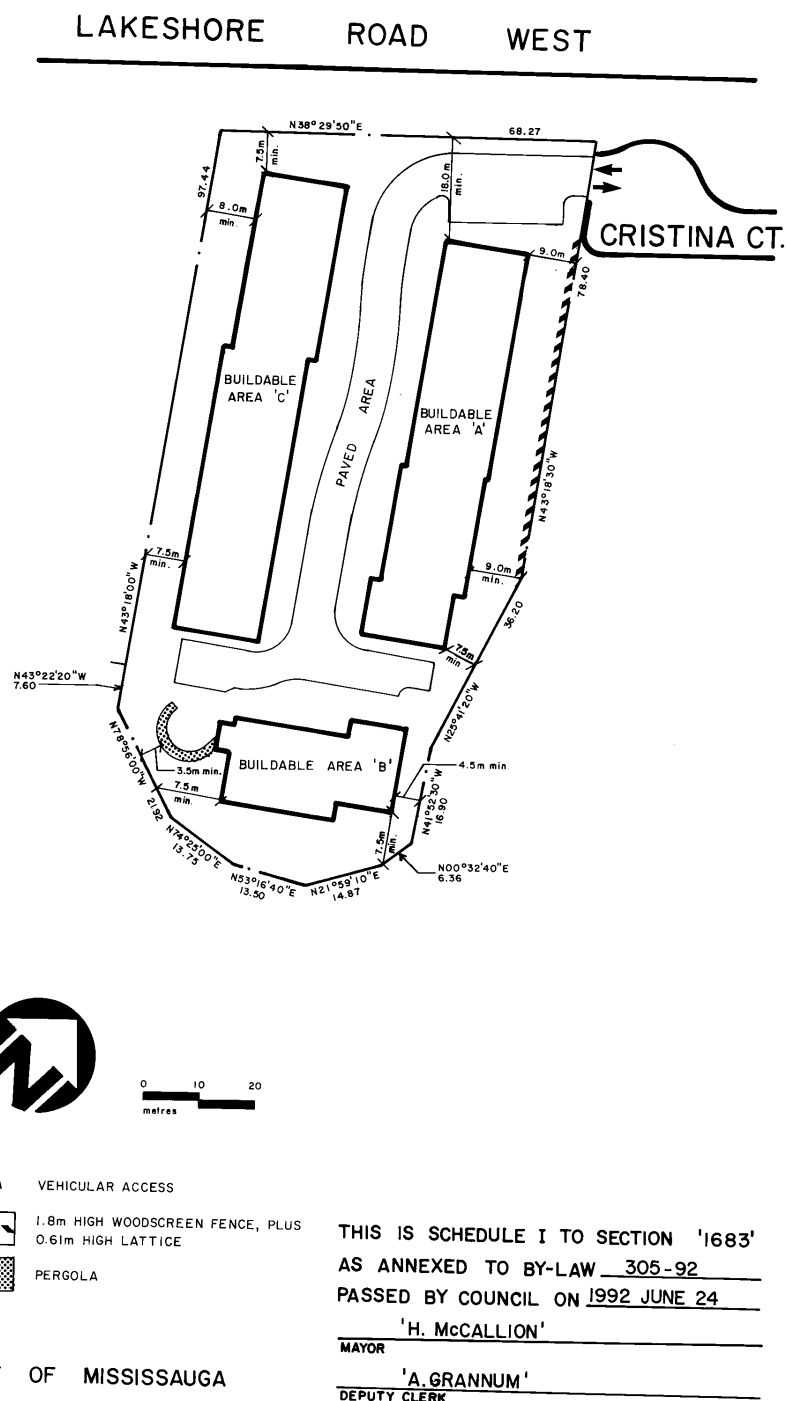 LAKESHORE ROAD WEST
N38°29'50"E
68.27
7.5m min.
18.0m min.
97.44
8.0m min.
CRISTINA CT.
9.0m
78.40
BUILDABLE AREA 'C'
PAVED AREA
BUILDABLE AREA 'A'
N43°18'30"W
7.5m min.
9.0m min.
N43°18'00"W
36.20
7.5m min
N43°22'20"W
7.60
N25°41'20"W
N78°56'00"W
21.92
3.5m min.
BUILDABLE AREA 'B'
4.5m min
7.5m min.
N41°52'30"W
16.90
N74°25'00"E
13.75
7.5m min.
N00°32'40"E
6.36
N53°16'40"E
13.50
N21°59'10"E
14.87
0 10 20
metres
VEHICULAR ACCESS
1.8m HIGH WOODSCREEN FENCE, PLUS
0.61m HIGH LATTICE
PERGOLA
THIS IS SCHEDULE I TO SECTION '1683'
AS ANNEXED TO BY-LAW 305-92
PASSED BY COUNCIL ON 1992 JUNE 24
'H. McCALLION'
MAYOR
OF MISSISSAUGA
'A. GRANNUM'
DEPUTY CLERK